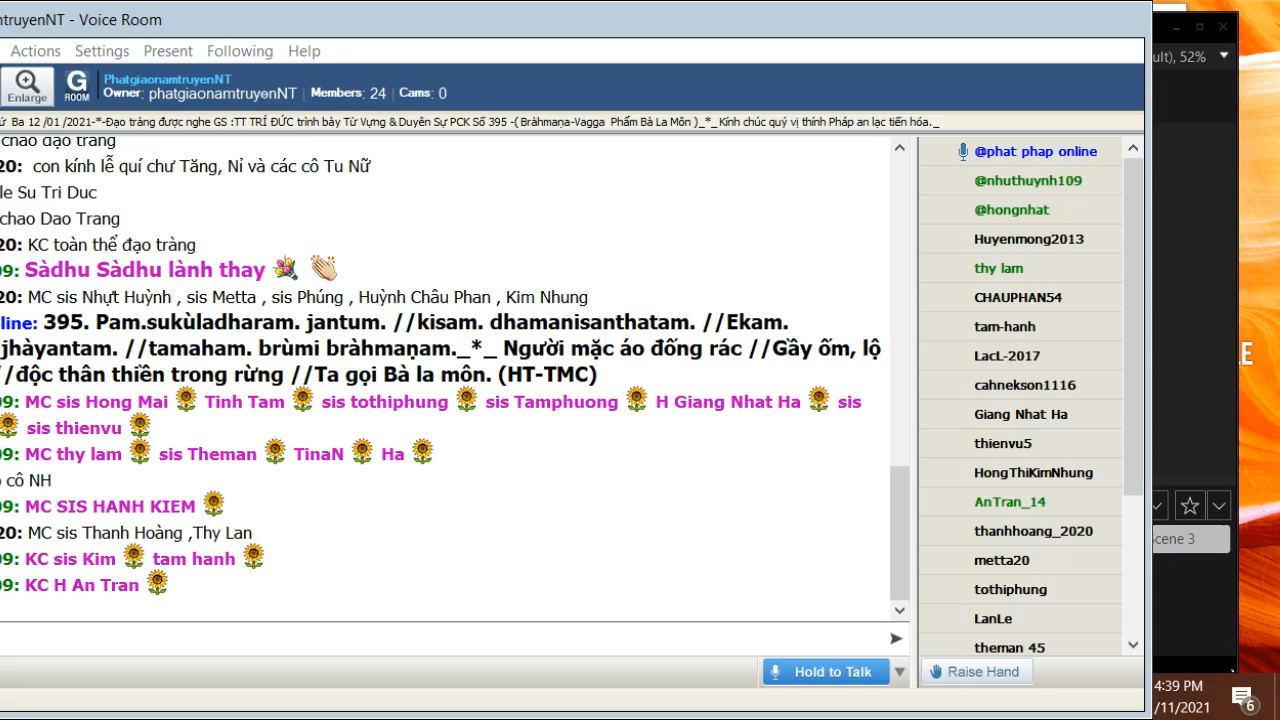 ntruyenNT - Voice Room
Actions Settings Present Following Help
Enlarge
G ROOM
PhatgiaonamtruyenNT
Owner: phatgiaonamtruyenNT | Members: 24 | Cams: 0
ult), 52%
ứ Ba 12 /01 /2021-*-Đạo tràng được nghe GS :TT TRÍ ĐỨC trình bày Từ Vựng & Duyên Sự PCK Số 395 -( Bràhmaṇa-Vagga Phẩm Bà La Môn )_*_ Kính chúc quý vị thính Pháp an lạc tiến hóa._
chào đạo tràng
20: con kính lễ quí chư Tăng, Nỉ và các cô Tu Nữ
le Su Tri Duc
chao Dao Trang
20: KC toàn thể đạo tràng
09: Sàdhu Sàdhu lành thay
20: MC sis Nhựt Huỳnh , sis Metta , sis Phúng , Huỳnh Châu Phan , Kim Nhung
line: 395. Pam.sukùladharam. jantum. //kisam. dhamanisanthatam. //Ekam.
jhàyantam. //tamaham. brùmi bràhmaṇam._*_ Người mặc áo đống rác //Gầy ốm, lộ
//độc thân thiền trong rừng //Ta gọi Bà la môn. (HT-TMC)
09: MC sis Hong Mai Tinh Tam sis tothiphung sis Tamphuong H Giang Nhat Ha sis
sis thienvu
09: MC thy lam sis Theman TinaN Ha
cô NH
09: MC SIS HANH KIEM
20: MC sis Thanh Hoàng ,Thy Lan
09: KC sis Kim tam hanh
09: KC H An Tran
@phat phap online
@nhuthuynh109
@hongnhat
Huyenmong2013
thy lam
CHAUPHAN54
tam-hanh
LacL-2017
cahnekson1116
Giang Nhat Ha
thienvu5
HongThiKimNhung
AnTran_14
thanhhoang_2020
metta20
tothiphung
LanLe
theman 45
Hold to Talk
Raise Hand
LE
scene 3
4:39 PM
/11/2021
6